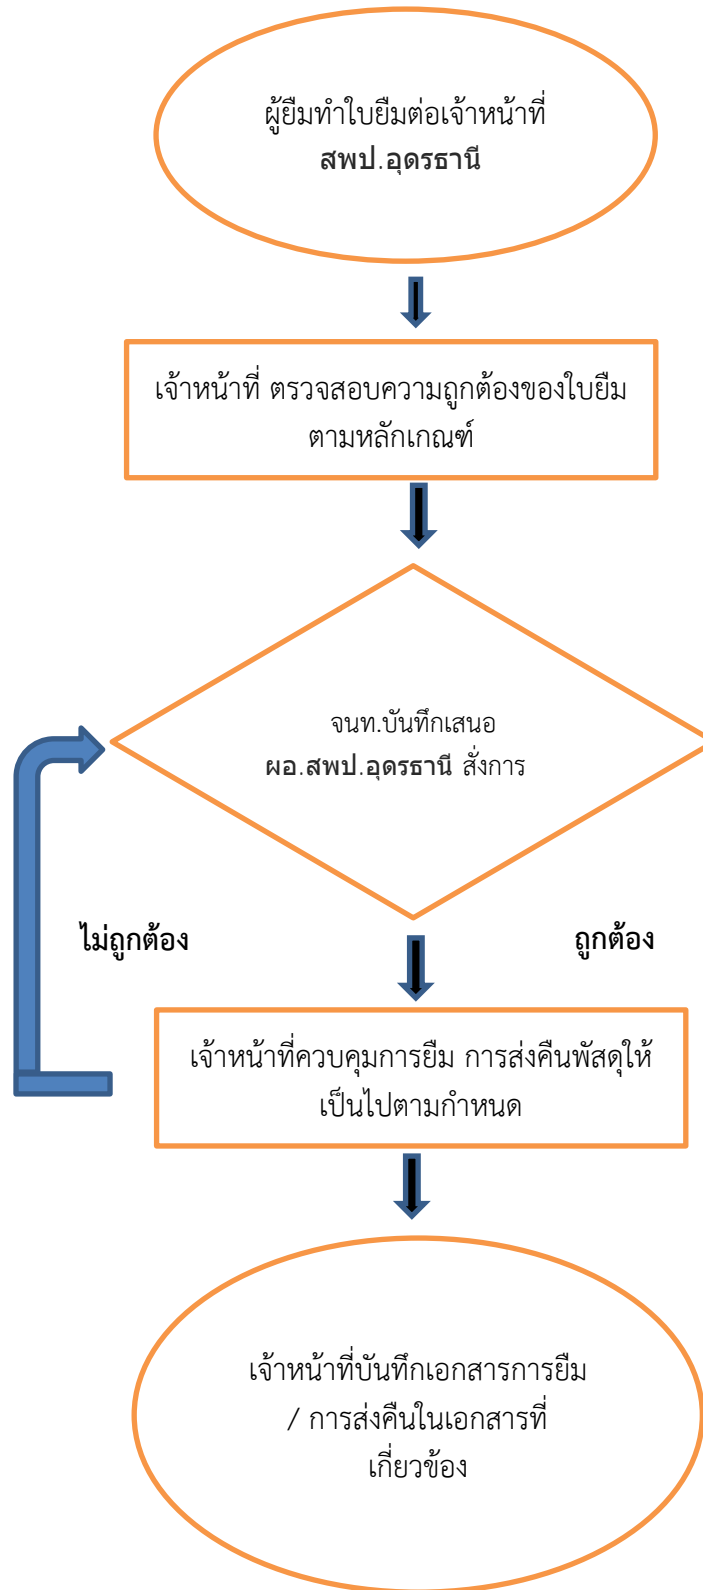 ผู้ยืมทำใบยืมต่อเจ้าหน้าที่
สพป.อุดรธานี
เจ้าหน้าที่ ตรวจสอบความถูกต้องของใบยืม
ตามหลักเกณฑ์
จนท.บันทึกเสนอ
ผอ.สพป.อุดรธานี สั่งการ
ไม่ถูกต้อง
ถูกต้อง
เจ้าหน้าที่ควบคุมการยืม การส่งคืนพัสดุให้
เป็นไปตามกำหนด
เจ้าหน้าที่บันทึกเอกสารการยืม
/ การส่งคืนในเอกสารที่
เกี่ยวข้อง